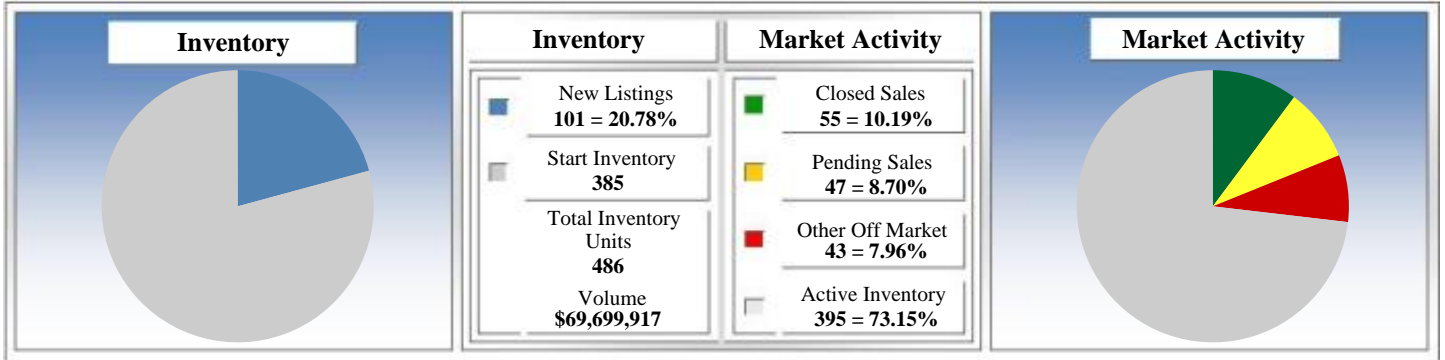 Inventory
Inventory
Market Activity
New Listings
101 = 20.78%
Start Inventory
385
Total Inventory
Units
486
Volume
$69,699,917
Closed Sales
55 = 10.19%
Pending Sales
47 = 8.70%
Other Off Market
43 = 7.96%
Active Inventory
395 = 73.15%
Market Activity